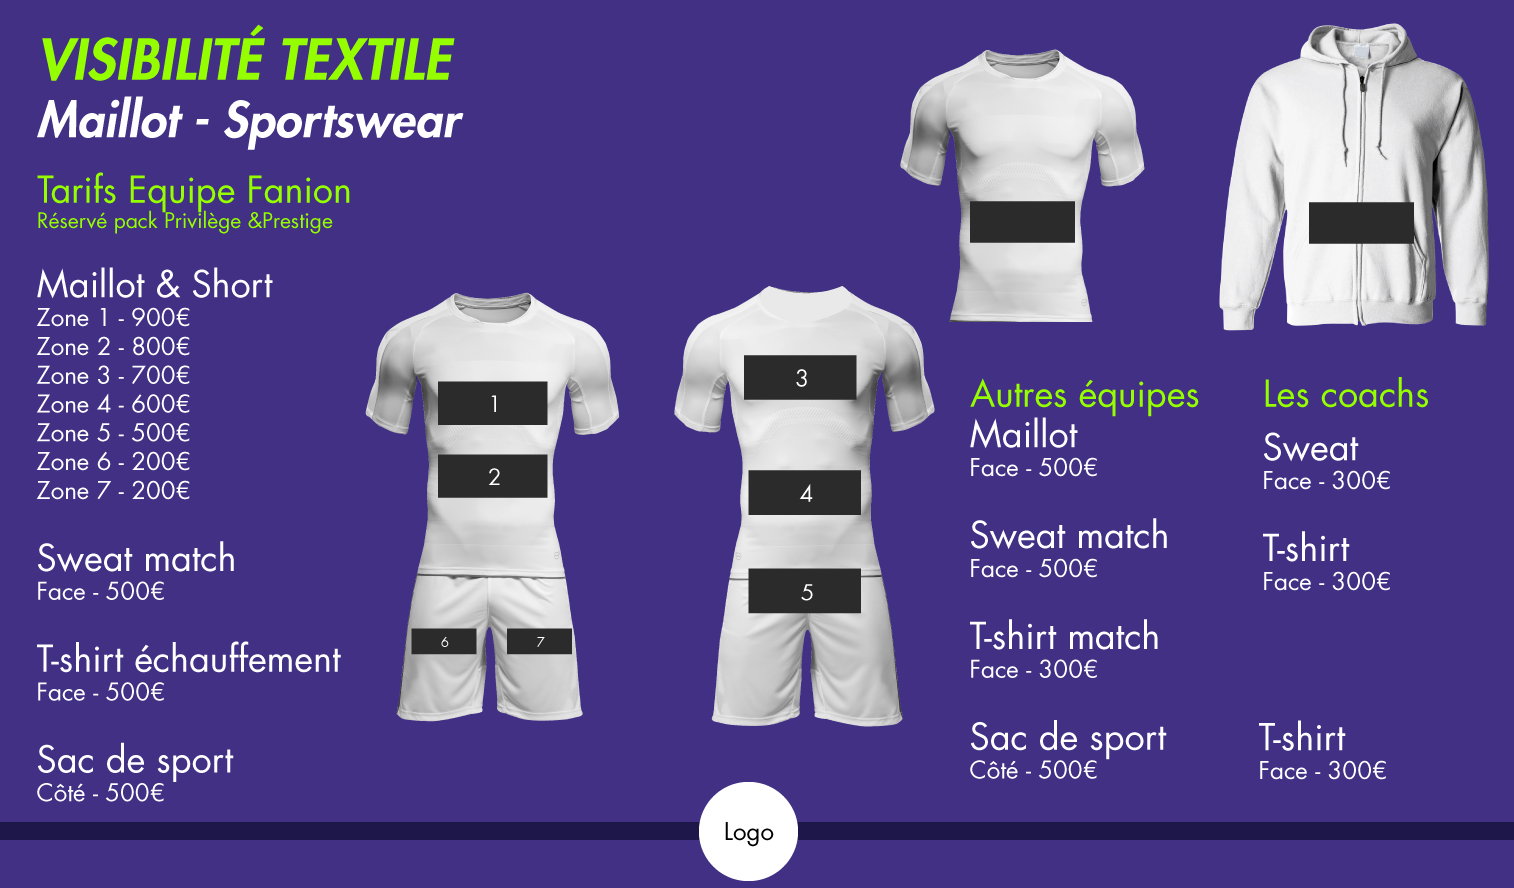 VISIBILITÉ TEXTILE
Maillot - Sportswear
Tarifs Equipe Fanion
Réservé pack Privilège &Prestige
Maillot & Short
Zone 1 - 900€
Zone 2 - 800€
Zone 3 - 700€
Zone 4 - 600€
Zone 5 - 500€
Zone 6 - 200€
Zone 7 - 200€
Sweat match
Face - 500€
T-shirt échauffement
Face - 500€
Sac de sport
Côté - 500€
1
2
6
7
3
4
5
Autres équipes
Maillot
Face - 500€
Sweat match
Face - 500€
T-shirt match
Face - 300€
Sac de sport
Côté - 500€
Les coachs
Sweat
Face - 300€
T-shirt
Face - 300€
T-shirt
Face - 300€
Logo